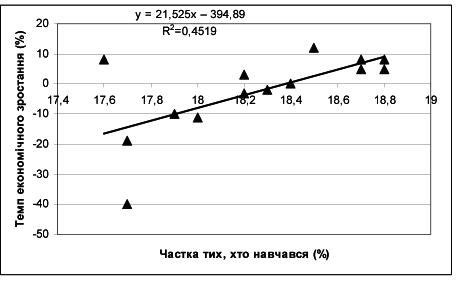 y = 21,525x – 394,89
R²=0,4519
20
10
0
-10
-20
-30
-40
-50
17,4 17,6 17,8 18 18,2 18,4 18,6 18,8 19
Темп економічного зростання (%)
Частка тих, хто навчався (%)